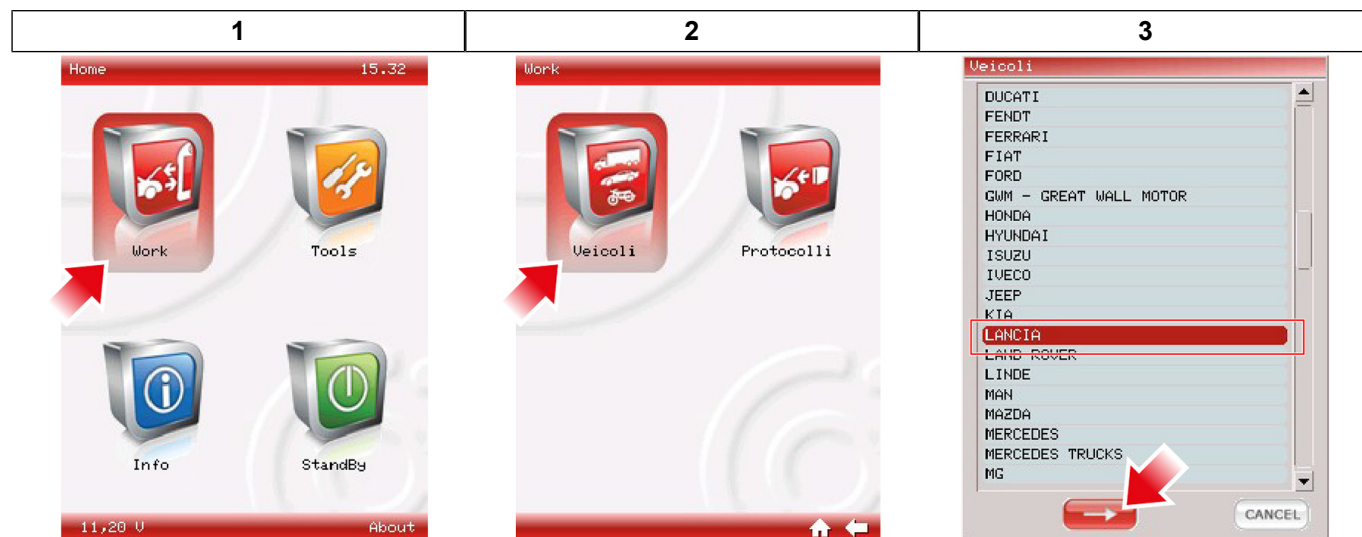 1
2
3
Home 15.32
Work
Tools
Info
StandBy
11,20 V About
Work
Veicoli
Protocolli
Veicoli
DUCATI
FENDT
FERRARI
FIAT
FORD
GWM - GREAT WALL MOTOR
HONDA
HYUNDAI
ISUZU
IVECO
JEEP
KIA
LANCIA
LAND ROVER
LINDE
MAN
MAZDA
MERCEDES
MERCEDES TRUCKS
MG
CANCEL